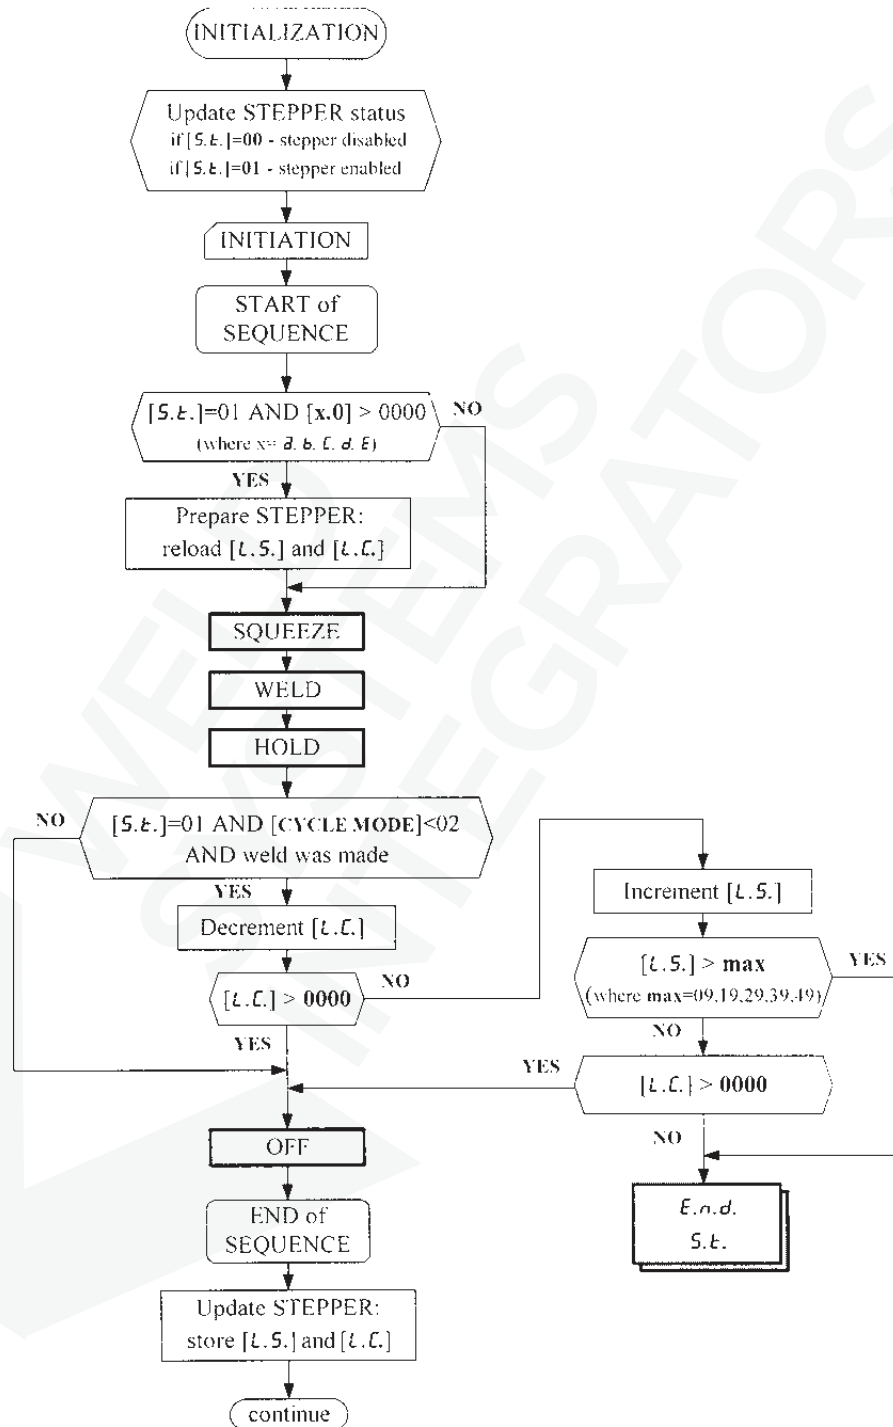 INITIALIZATION
Update STEPPER status
if [S.t.]=00 - stepper disabled
if [S.t.]=01 - stepper enabled
INITIATION
START of
SEQUENCE
[S.t.]=01 AND [x.0] > 0000
NO
(where x= a. b. C. d. E)
YES
Prepare STEPPER:
reload [L.S.] and [L.C.]
SQUEEZE
WELD
HOLD
NO
[S.t.]=01 AND [CYCLE MODE]<02
AND weld was made
YES
Decrement [L.C.]
[L.C.] > 0000
NO
YES
Increment [L.S.]
[L.S.] > max
(where max=09,19,29,39,49)
YES
NO
YES
[L.C.] > 0000
NO
E.n.d.
S.t.
OFF
END of
SEQUENCE
Update STEPPER:
store [L.S.] and [L.C.]
continue
WELD
SYSTEMS
INTEGRATORS